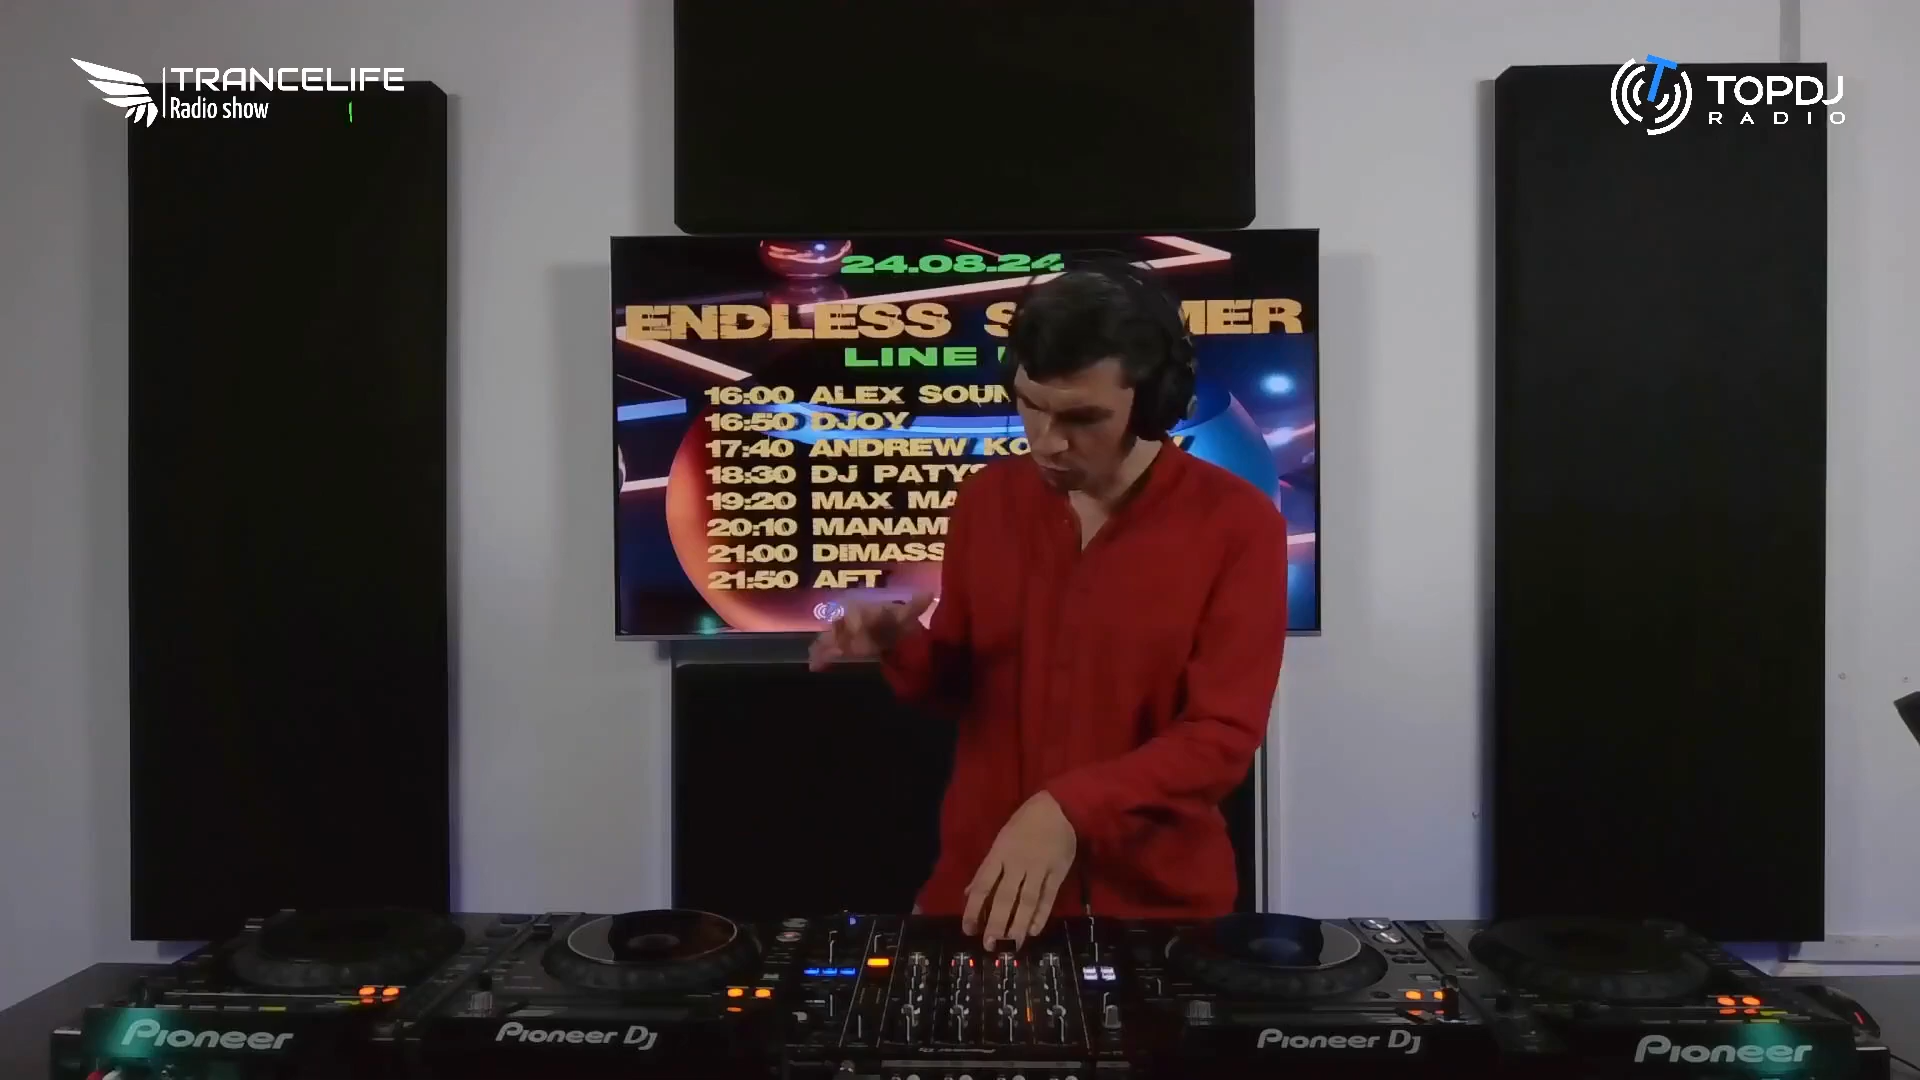 TRANCELIFE
Radio show
TOPDJ
RADIO
24.08.24
ENDLESS
LINE
16:00 ALEX
16:50 DJOY
17:40 ANDREW
18:30 DJ
19:20 MAX
20:10
21:00
21:50 AFT
Pioneer
Pioneer DJ
Pioneer DJ
Pioneer DJ
Pioneer